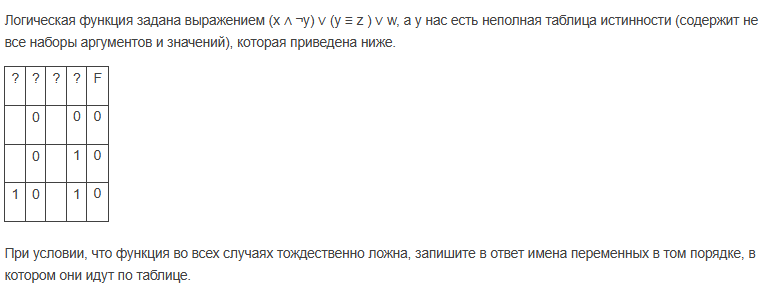 Логическая функция задана выражением (x ∧ ¬y) ∨ (y ≡ z ) ∨ w, а у нас есть неполная таблица истинности (содержит не
все наборы аргументов и значений), которая приведена ниже.
? ? ? ? F
0 0 0
0 1 0
1 0 1 0
При условии, что функция во всех случаях тождественно ложна, запишите в ответ имена переменных в том порядке, в
котором они идут по таблице.